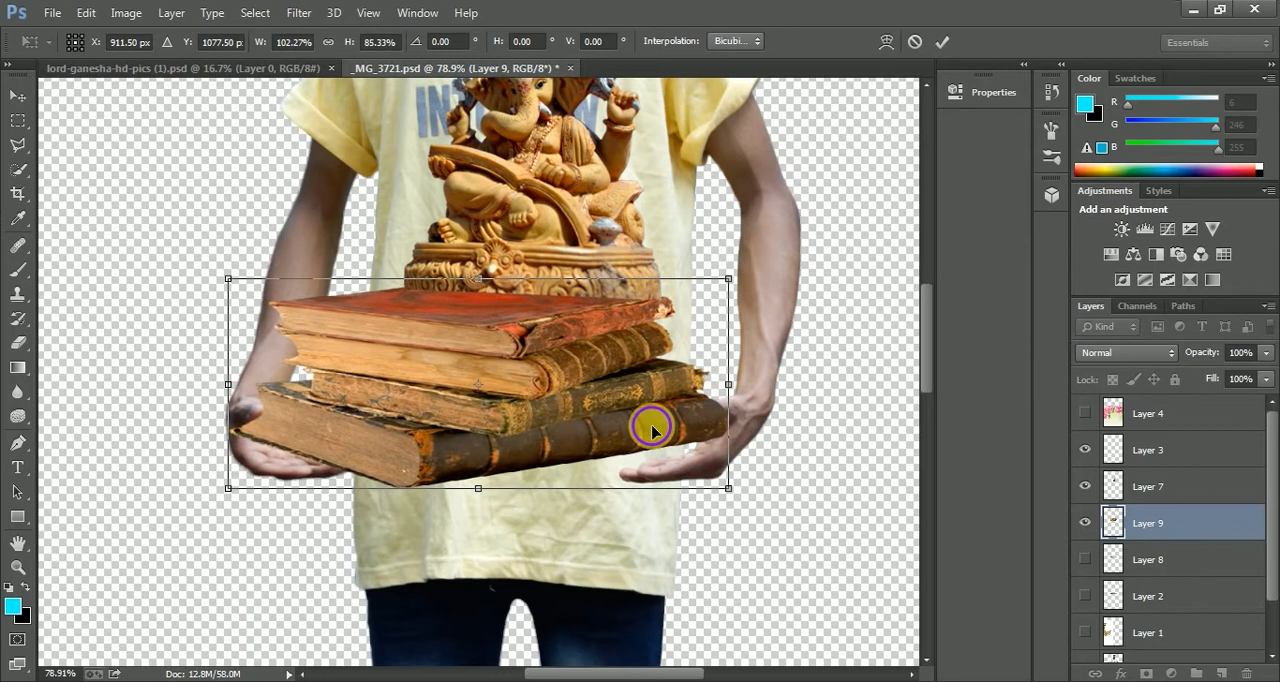 Ps File Edit Image Layer Type Select Filter 3D View Window Help
X: 911.50 px Y: 1077.50 px W: 102.27% H: 85.33% 0.00 ° H: 0.00 ° V: 0.00 ° Interpolation: Bicubi... Essentials
lord-ganesha-hd-pics (1).psd @ 16.7% (Layer 0, RGB/8#) × _MG_3721.psd @ 78.9% (Layer 9, RGB/8*) * ×
Properties
Color Swatches
R 6
G 246
B 255
Adjustments Styles
Add an adjustment
Layers Channels Paths
Kind
Normal Opacity: 100%
Lock: Fill: 100%
Layer 4
Layer 3
Layer 7
Layer 9
Layer 8
Layer 2
Layer 1
78.91% Doc: 12.8M/58.0M